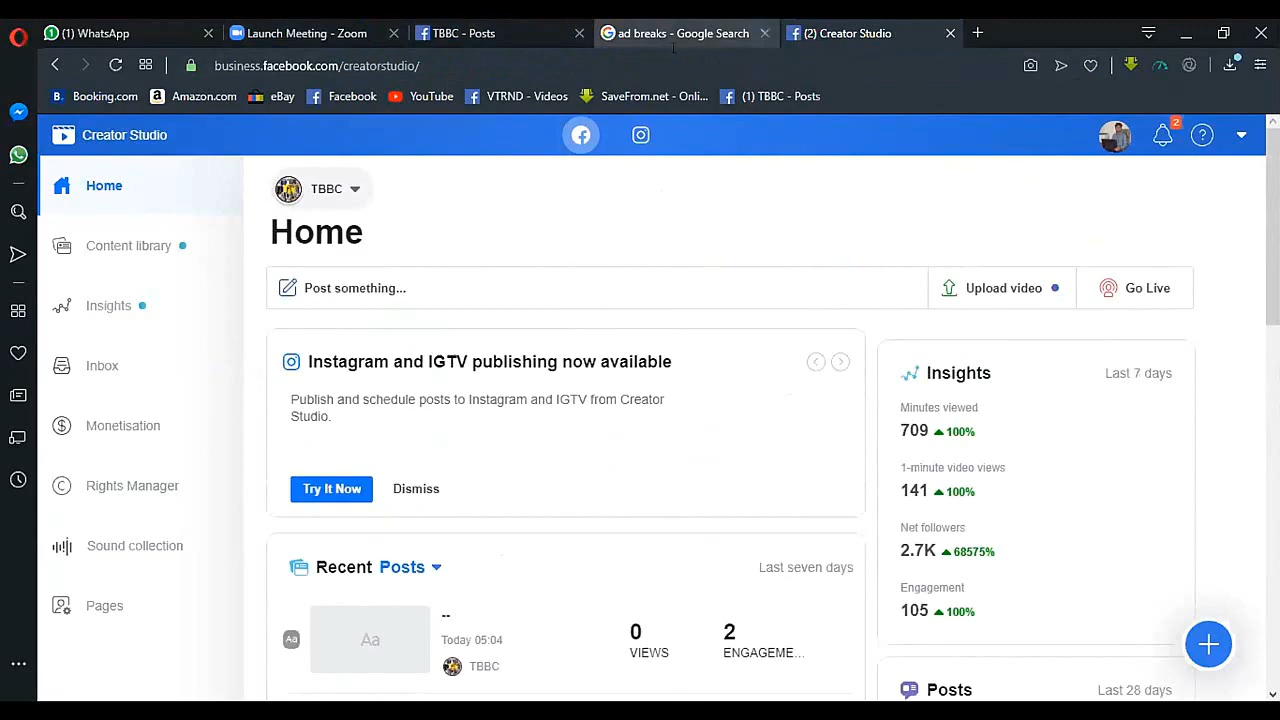 (1) WhatsApp
Launch Meeting - Zoom
TBBC - Posts
ad breaks - Google Search
(2) Creator Studio
business.facebook.com/creatorstudio/
Booking.com
Amazon.com
eBay
Facebook
YouTube
VTRND - Videos
SaveFrom.net - Onli...
(1) TBBC - Posts
Creator Studio
2
Home
Content library
Insights
Inbox
Monetisation
Rights Manager
Sound collection
Pages
TBBC
Home
Post something...
Upload video
Go Live
Instagram and IGTV publishing now available
Publish and schedule posts to Instagram and IGTV from Creator
Studio.
Try It Now
Dismiss
Recent Posts
Last seven days
Aa
Aa
--
Today 05:04
TBBC
0
VIEWS
2
ENGAGEME...
Insights
Last 7 days
Minutes viewed
709 100%
1-minute video views
141 100%
Net followers
2.7K 68575%
Engagement
105 100%
Posts
Last 28 days